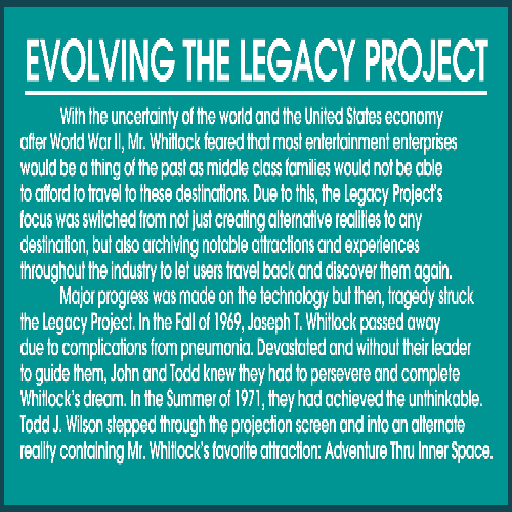 EVOLVING THE LEGACY PROJECT
With the uncertainty of the world and the United States economy
after World War II, Mr. Whitlock feared that most entertainment enterprises
would be a thing of the past as middle class families would not be able
to afford to travel to these destinations. Due to this, the Legacy Project's
focus was switched from not just creating alternative realities to any
destination, but also archiving notable attractions and experiences
throughout the industry to let users travel back and discover them again.
Major progress was made on the technology but then, tragedy struck
the Legacy Project. In the Fall of 1969, Joseph T. Whitlock passed away
due to complications from pneumonia. Devastated and without their leader
to guide them, John and Todd knew they had to persevere and complete
Whitlock's dream. In the Summer of 1971, they had achieved the unthinkable.
Todd J. Wilson stepped through the projection screen and into an alternate
reality containing Mr. Whitlock's favorite attraction: Adventure Thru Inner Space.